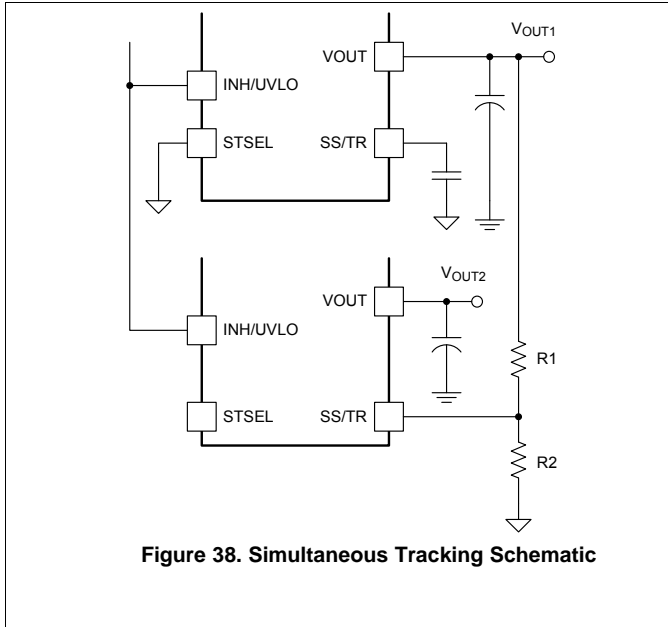 VOUT1
VOUT
INH/UVLO
STSEL
SS/TR
VOUT2
VOUT
INH/UVLO
R1
STSEL
SS/TR
R2
Figure 38. Simultaneous Tracking Schematic